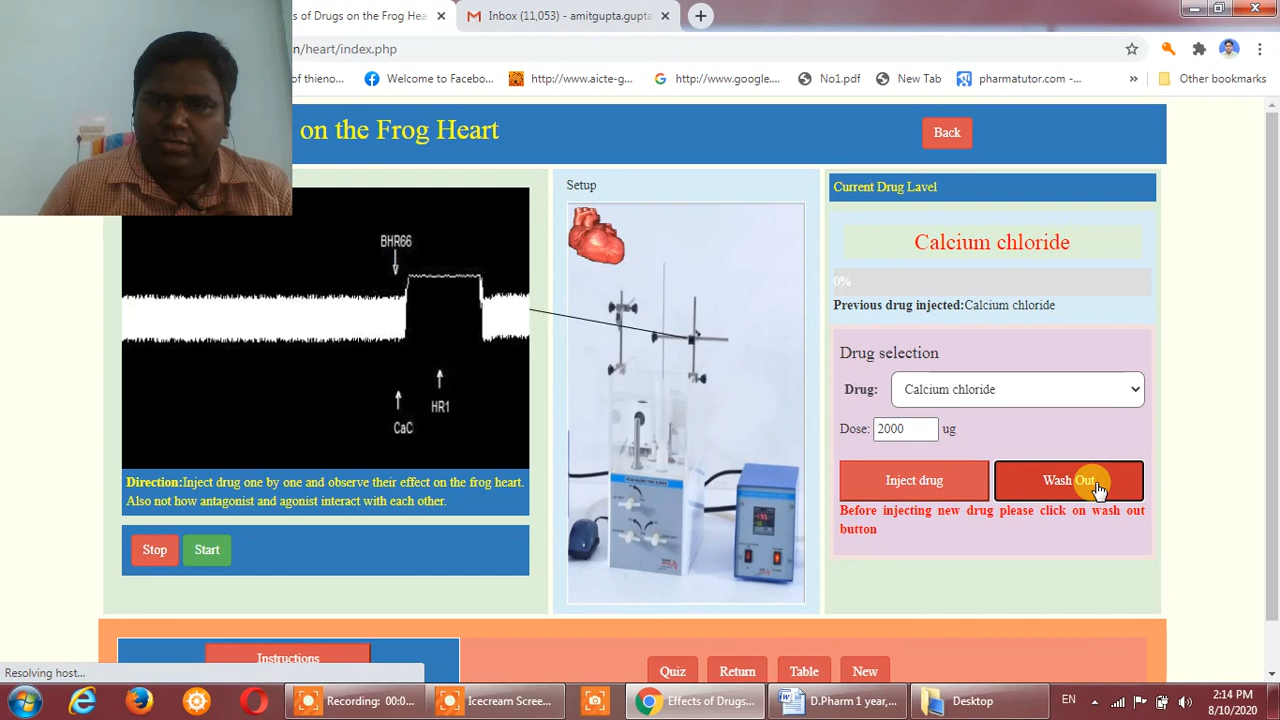 s of Drugs on the Frog Hea
Inbox (11,053) - amitgupta.gupta
n/heart/index.php
of thieno...
Welcome to Facebo...
http://www.aicte-g...
http://www.google....
No1.pdf
New Tab
pharmatutor.com -...
»
Other bookmarks
on the Frog Heart
Back
BHR66
CaC
HR1
Direction:Inject drug one by one and observe their effect on the frog heart.
Also not how antagonist and agonist interact with each other.
Stop
Start
Setup
Current Drug Lavel
Calcium chloride
0%
Previous drug injected:Calcium chloride
Drug selection
Drug:
Calcium chloride
Dose:
2000
ug
Inject drug
Wash Out
Before injecting new drug please click on wash out
button
Instructions
Quiz
Return
Table
New
Resolving host...
Recording: 00:0...
Icecream Scree...
Effects of Drugs...
D.Pharm 1 year,...
Desktop
EN
2:14 PM
8/10/2020